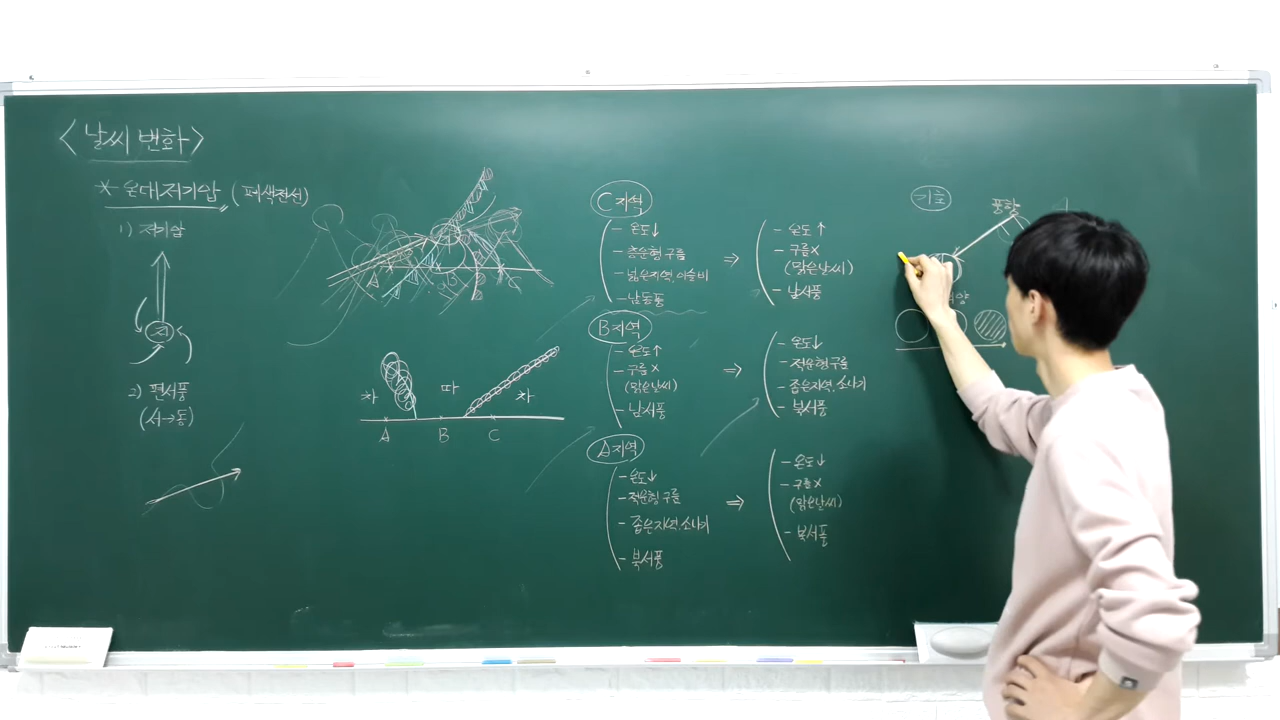 <날씨 변화>
* 온대저기압 (폐색전선)
1) 저기압
저
2) 편서풍
(서→동)
차 따 차
A B C
C지역
- 온도↓
- 층운형 구름
- 넓은지역, 이슬비
- 남동풍
⇒
- 온도↑
- 구름X
(맑은날씨)
- 남서풍
B지역
- 온도↑
- 구름X
(맑은날씨)
- 남서풍
⇒
- 온도↓
- 적운형구름
- 좁은지역, 소나기
- 북서풍
A지역
- 온도↓
- 적운형 구름
- 좁은지역, 소나기
- 북서풍
⇒
- 온도↓
- 구름X
(맑은날씨)
- 북서풍
기호
풍향